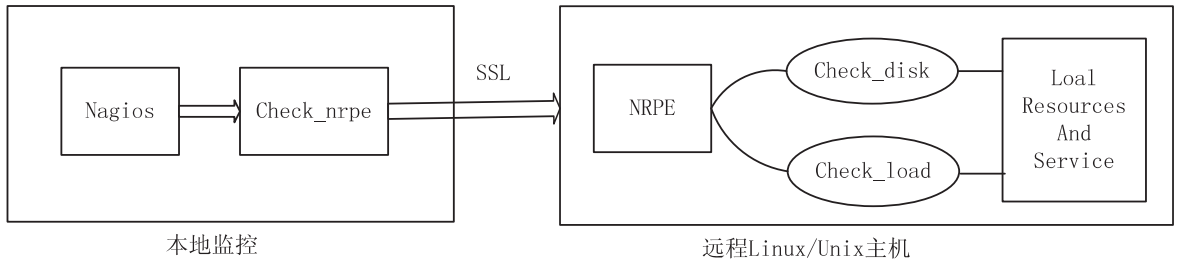 Nagios
Check_nrpe
SSL
NRPE
Check_disk
Check_load
Loal
Resources
And
Service
本地监控
远程Linux/Unix主机